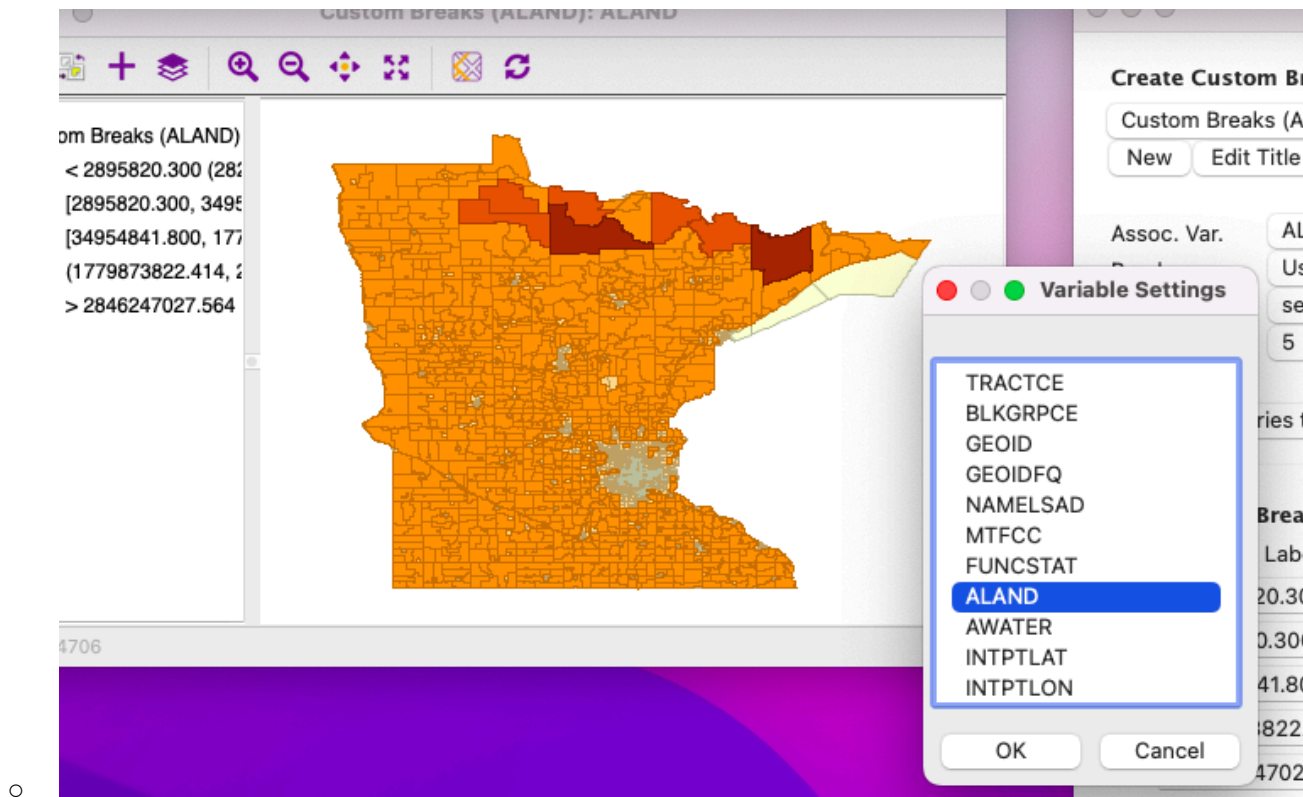 Custom Breaks (ALAND): ALAND
om Breaks (ALAND)
< 2895820.300 (282
[2895820.300, 3495
[34954841.800, 177
(1779873822.414, 2
> 2846247027.564
4706
Create Custom Br
Custom Breaks (A
New
Edit Title
Assoc. Var.
AL
Us
se
5
ries t
Brea
Labe
20.30
0.300
41.80
3822.
4702
Variable Settings
TRACTCE
BLKGRPCE
GEOID
GEOIDFQ
NAMELSAD
MTFCC
FUNCSTAT
ALAND
AWATER
INTPTLAT
INTPTLON
OK
Cancel